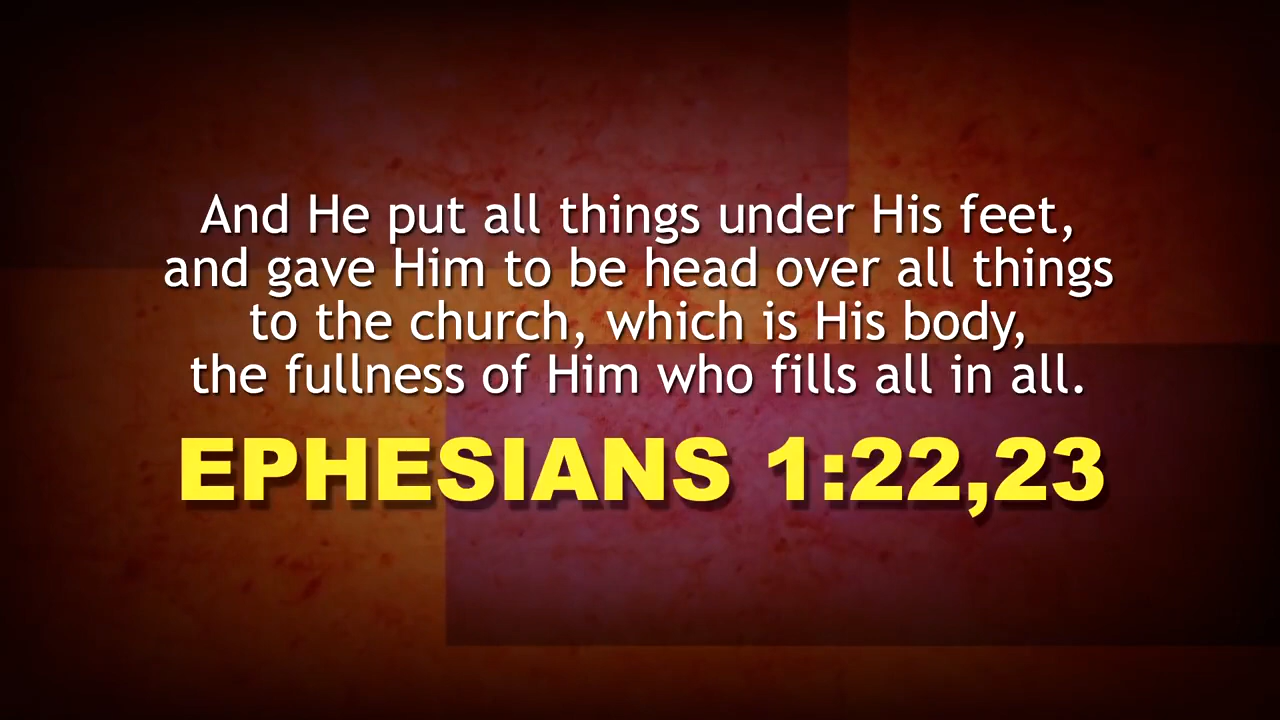 And He put all things under His feet,
and gave Him to be head over all things
to the church, which is His body,
the fullness of Him who fills all in all.
EPHESIANS 1:22,23